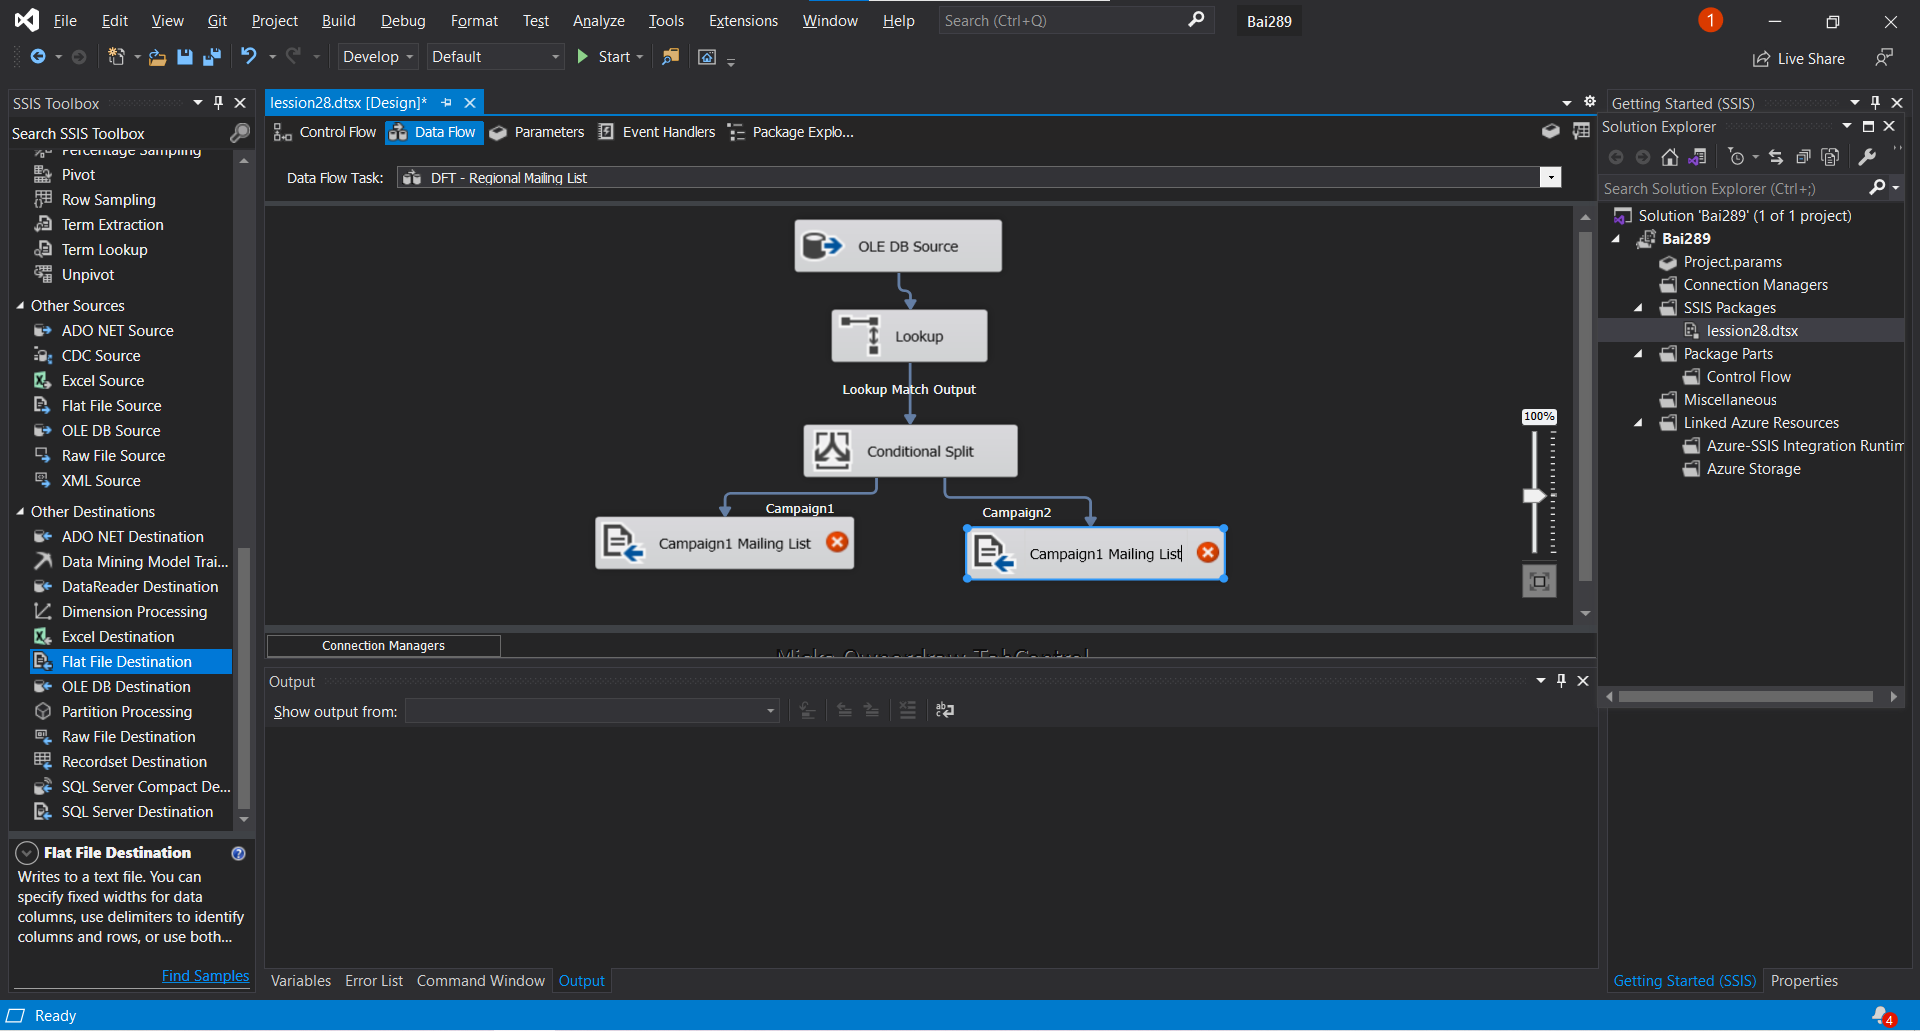 File Edit View Git Project Build Debug Format Test Analyze Tools Extensions Window Help Search (Ctrl+Q) Bai289 1
Develop Default Start Live Share
SSIS Toolbox
Search SSIS Toolbox
Percentage Sampling
Pivot
Row Sampling
Term Extraction
Term Lookup
Unpivot
Other Sources
ADO NET Source
CDC Source
Excel Source
Flat File Source
OLE DB Source
Raw File Source
XML Source
Other Destinations
ADO NET Destination
Data Mining Model Trai...
DataReader Destination
Dimension Processing
Excel Destination
Flat File Destination
OLE DB Destination
Partition Processing
Raw File Destination
Recordset Destination
SQL Server Compact De...
SQL Server Destination
Flat File Destination
Writes to a text file. You can
specify fixed widths for data
columns, use delimiters to identify
columns and rows, or use both...
Find Samples
lession28.dtsx [Design]*
Control Flow Data Flow Parameters Event Handlers Package Explo...
Data Flow Task: DFT - Regional Mailing List
OLE DB Source
Lookup
Lookup Match Output
Conditional Split
Campaign1
Campaign2
Campaign1 Mailing List
Campaign1 Mailing List
100%
Connection Managers
Misks Ownerdraw TabControl
Output
Show output from:
Variables Error List Command Window Output
Getting Started (SSIS)
Solution Explorer
Search Solution Explorer (Ctrl+;)
Solution 'Bai289' (1 of 1 project)
Bai289
Project.params
Connection Managers
SSIS Packages
lession28.dtsx
Package Parts
Control Flow
Miscellaneous
Linked Azure Resources
Azure-SSIS Integration Runtim
Azure Storage
Getting Started (SSIS) Properties
Ready 4